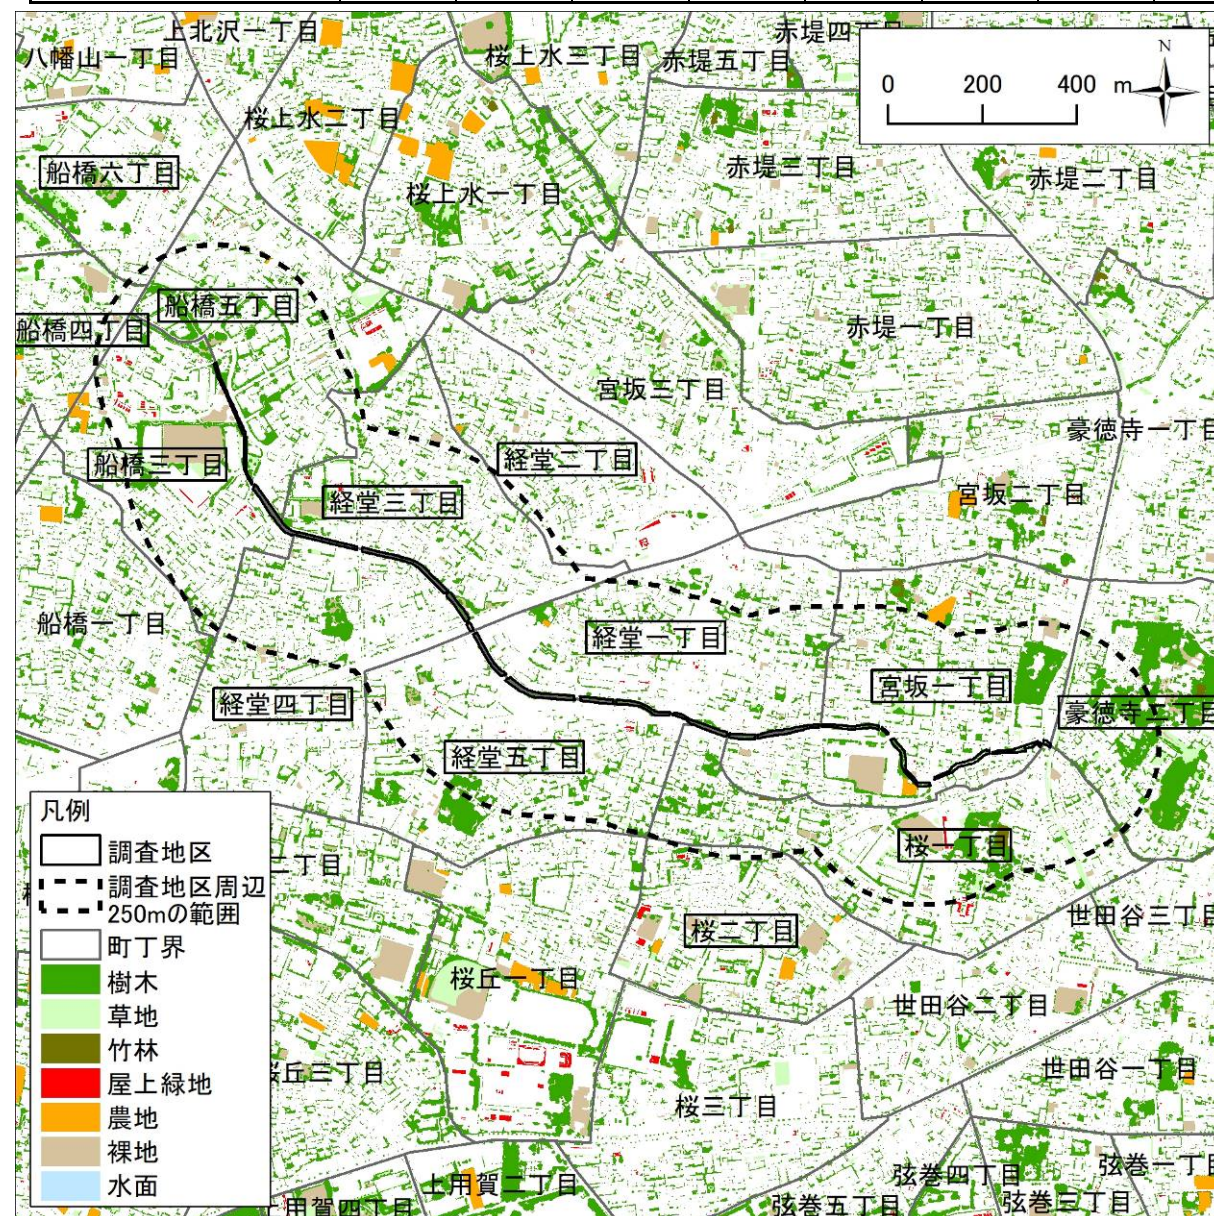 上北沢一丁目
八幡山一丁目
桜上水三丁目
赤堤五丁目
0 200 400 m
N
桜上水二丁目
船橋六丁目
桜上水一丁目
赤堤三丁目
赤堤二丁目
船橋五丁目
船橋四丁目
赤堤一丁目
宮坂三丁目
豪徳寺一丁目
船橋三丁目
経堂二丁目
経堂三丁目
宮坂二丁目
船橋一丁目
経堂一丁目
宮坂一丁目
経堂四丁目
豪徳寺二丁目
経堂五丁目
桜一丁目
二丁目
世田谷三丁目
桜二丁目
桜丘一丁目
世田谷二丁目
丘三丁目
世田谷一丁目
桜三丁目
弦巻四丁目
弦巻一丁目
上用賀二丁目
用賀四丁目
弦巻五丁目
弦巻三丁目
凡例
調査地区
調査地区周辺
250mの範囲
町丁界
樹木
草地
竹林
屋上緑地
農地
裸地
水面